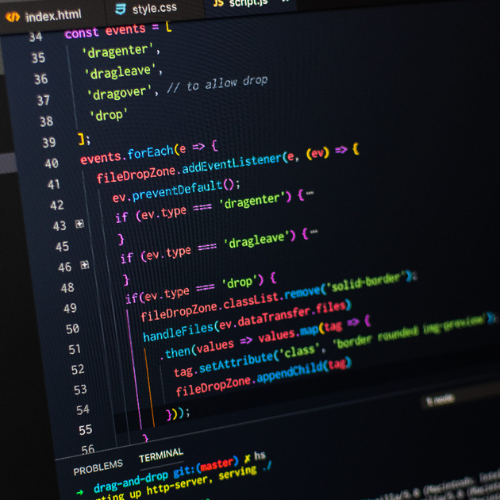 index.html
style.css
JS script.js
34 const events = [
35 'dragenter',
36 'dragleave',
37 'dragover', // to allow drop
38 'drop'
39 ];
40 events.forEach(e => {
41 fileDropZone.addEventListener(e, (ev) => {
42 ev.preventDefault();
43 if (ev.type === 'dragenter') {⋯
45 }
46 if (ev.type === 'dragleave') {⋯
48 }
49 if(ev.type === 'drop') {
50 fileDropZone.classList.remove('solid-border');
51 handleFiles(ev.dataTransfer.files)
52 .then(values => values.map(tag => {
53 tag.setAttribute('class', 'border rounded img-preview');
54 fileDropZone.appendChild(tag)
55 }));
56 }
PROBLEMS
TERMINAL
➜ drag-and-drop git:(master) ✗ hs
ting up http-server, serving ./
node